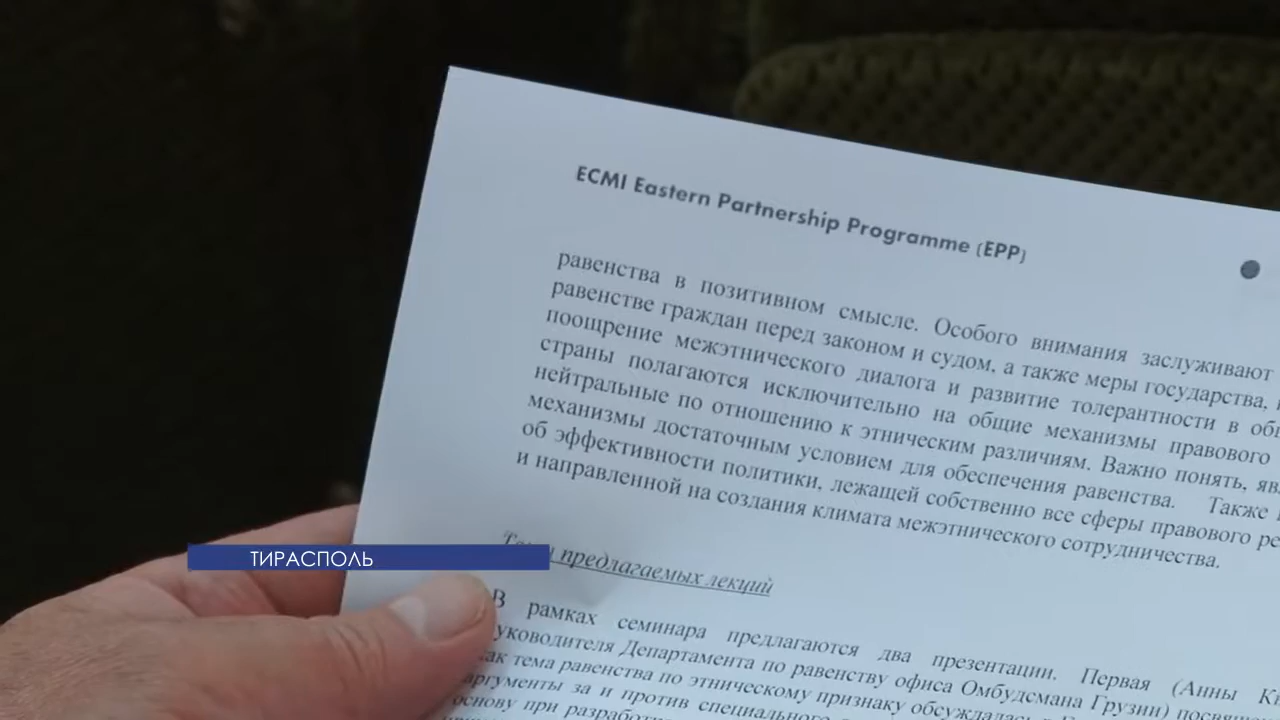 ECMI Eastern Partnership Programme (EPP)
равенства в позитивном смысле. Особого внимания заслуживают
равенстве граждан перед законом и судом, а также меры государства,
поощрение межэтнического диалога и развитие толерантности в
страны полагаются исключительно на общие механизмы правового
нейтральные по отношению к этническим различиям. Важно понять,
механизмы достаточным условием для обеспечения равенства. Также
об эффективности политики, лежащей собственно все сферы правового
и направленной на создания климата межэтнического сотрудничества.
предлагаемых лекций
ТИРАСПОЛЬ
В рамках семинара предлагаются два презентации. Первая (Анны
уководителя Департамента по равенству офиса Омбудсмана Грузии)
как тема равенства по этническому признаку обсуждалась
аргументы за и против специального
основу при